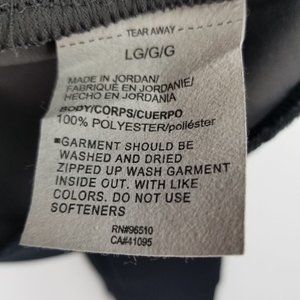 TEAR AWAY
LG/G/G
MADE IN JORDAN/
FABRIQUÉ EN JORDANIE/
HECHO EN JORDANIA
BODY/CORPS/CUERPO
100% POLYESTER/poliéster
*GARMENT SHOULD BE
WASHED AND DRIED
ZIPPED UP WASH GARMENT
INSIDE OUT. WITH LIKE
COLORS. DO NOT USE
SOFTENERS
RN#96510
CA#41095